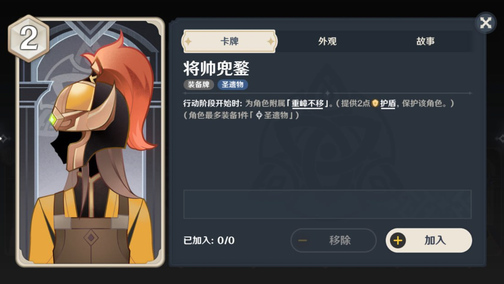 2
卡牌
外观
故事
将帅兜鍪
装备牌 圣遗物
行动阶段开始时: 为角色附属「重嶂不移」。(提供2点护盾, 保护该角色。)
(角色最多装备1件「圣遗物」)
已加入: 0/0
移除
加入